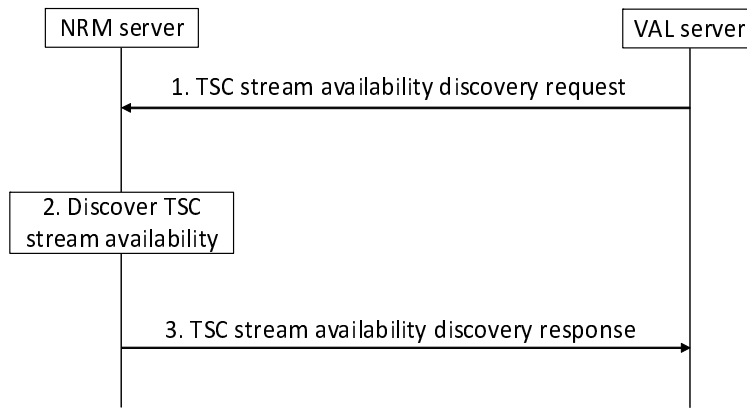 NRM server
VAL server
1. TSC stream availability discovery request
2. Discover TSC
stream availability
3. TSC stream availability discovery response